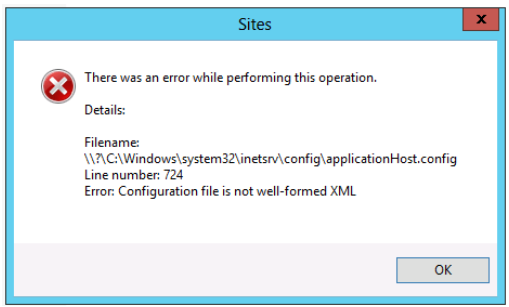 Sites
x
There was an error while performing this operation.
Details:
Filename:
\\?\C:\Windows\system32\inetsrv\config\applicationHost.config
Line number: 724
Error: Configuration file is not well-formed XML
OK